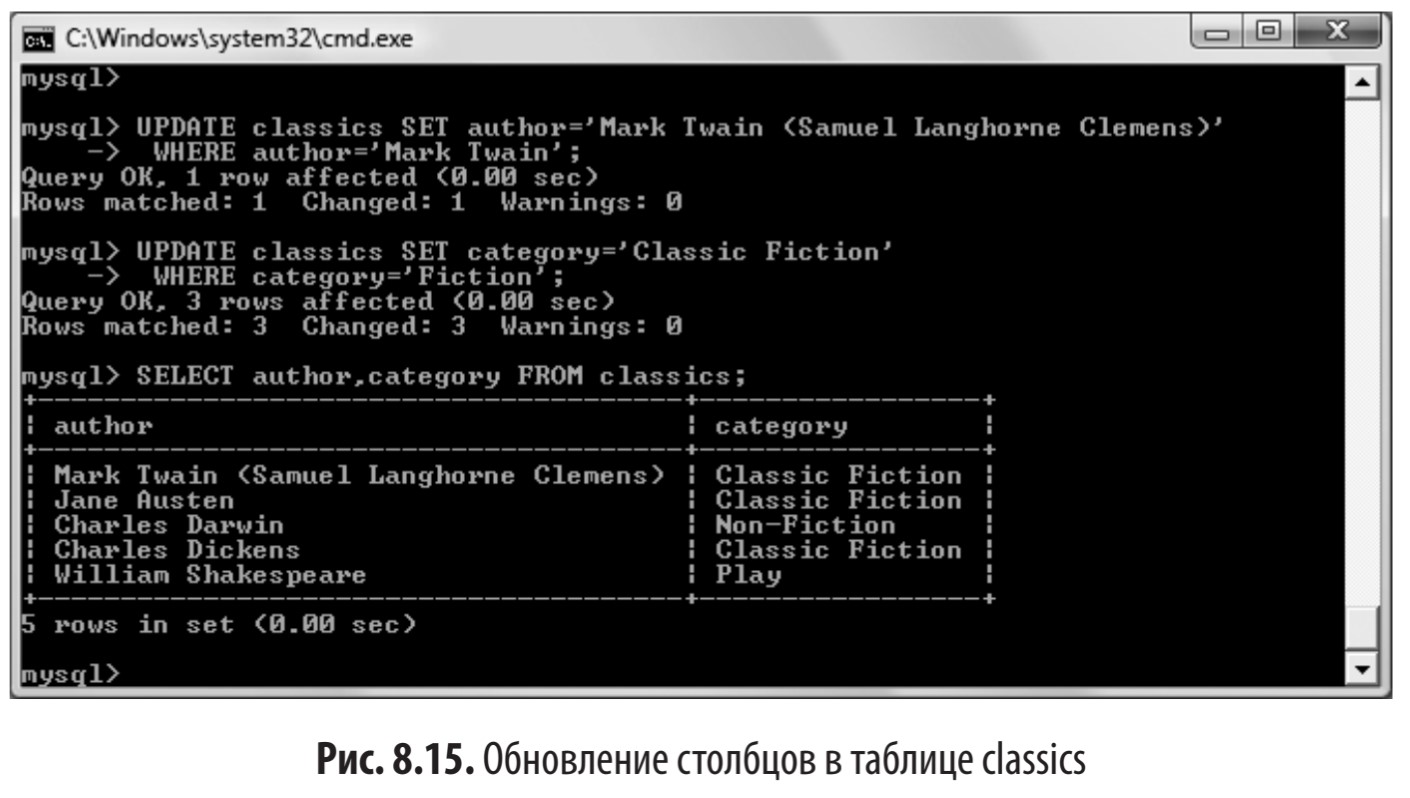 C:\Windows\system32\cmd.exe
mysql>
mysql> UPDATE classics SET author='Mark Twain (Samuel Langhorne Clemens)'
    ->  WHERE author='Mark Twain';
Query OK, 1 row affected (0.00 sec)
Rows matched: 1  Changed: 1  Warnings: 0
mysql> UPDATE classics SET category='Classic Fiction'
    ->  WHERE category='Fiction';
Query OK, 3 rows affected (0.00 sec)
Rows matched: 3  Changed: 3  Warnings: 0
mysql> SELECT author,category FROM classics;
+---------------------------------------+-----------------+
| author                                | category        |
+---------------------------------------+-----------------+
| Mark Twain (Samuel Langhorne Clemens) | Classic Fiction |
| Jane Austen                           | Classic Fiction |
| Charles Darwin                        | Non-Fiction     |
| Charles Dickens                       | Classic Fiction |
| William Shakespeare                   | Play            |
+---------------------------------------+-----------------+
5 rows in set (0.00 sec)
mysql>
Рис. 8.15. Обновление столбцов в таблице classics